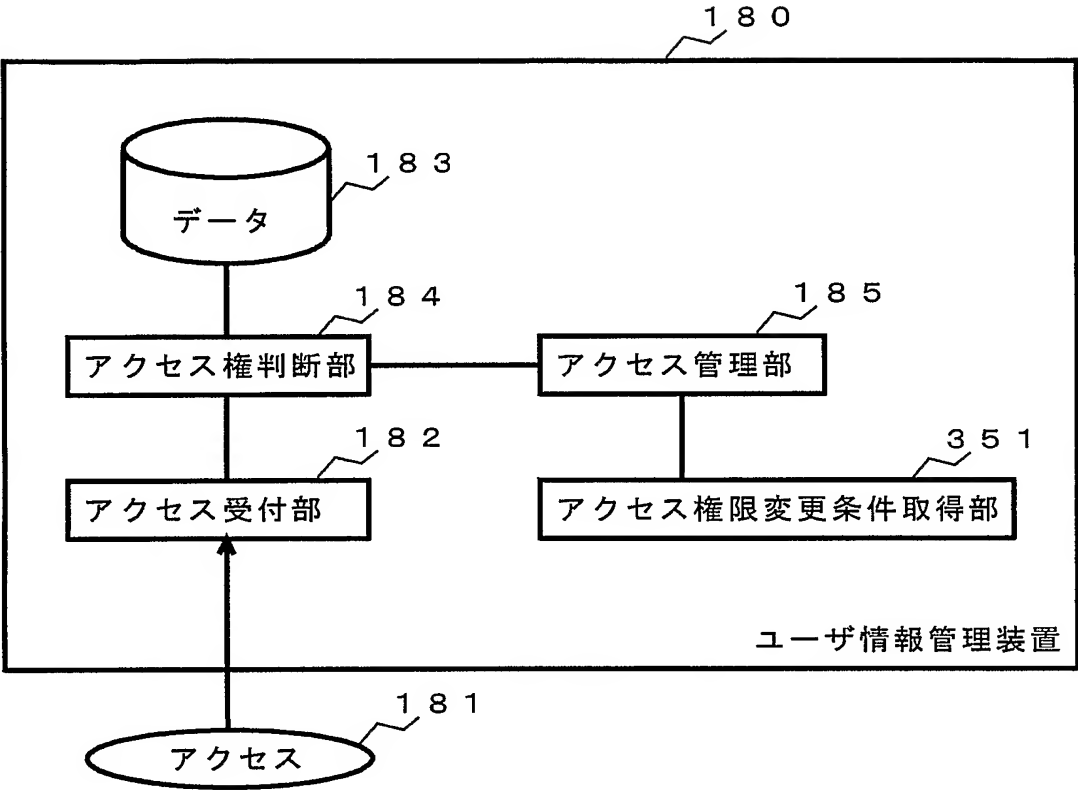 １８０
１８３
データ
１８４
アクセス権判断部
１８５
アクセス管理部
１８２
アクセス受付部
３５１
アクセス権限変更条件取得部
ユーザ情報管理装置
１８１
アクセス